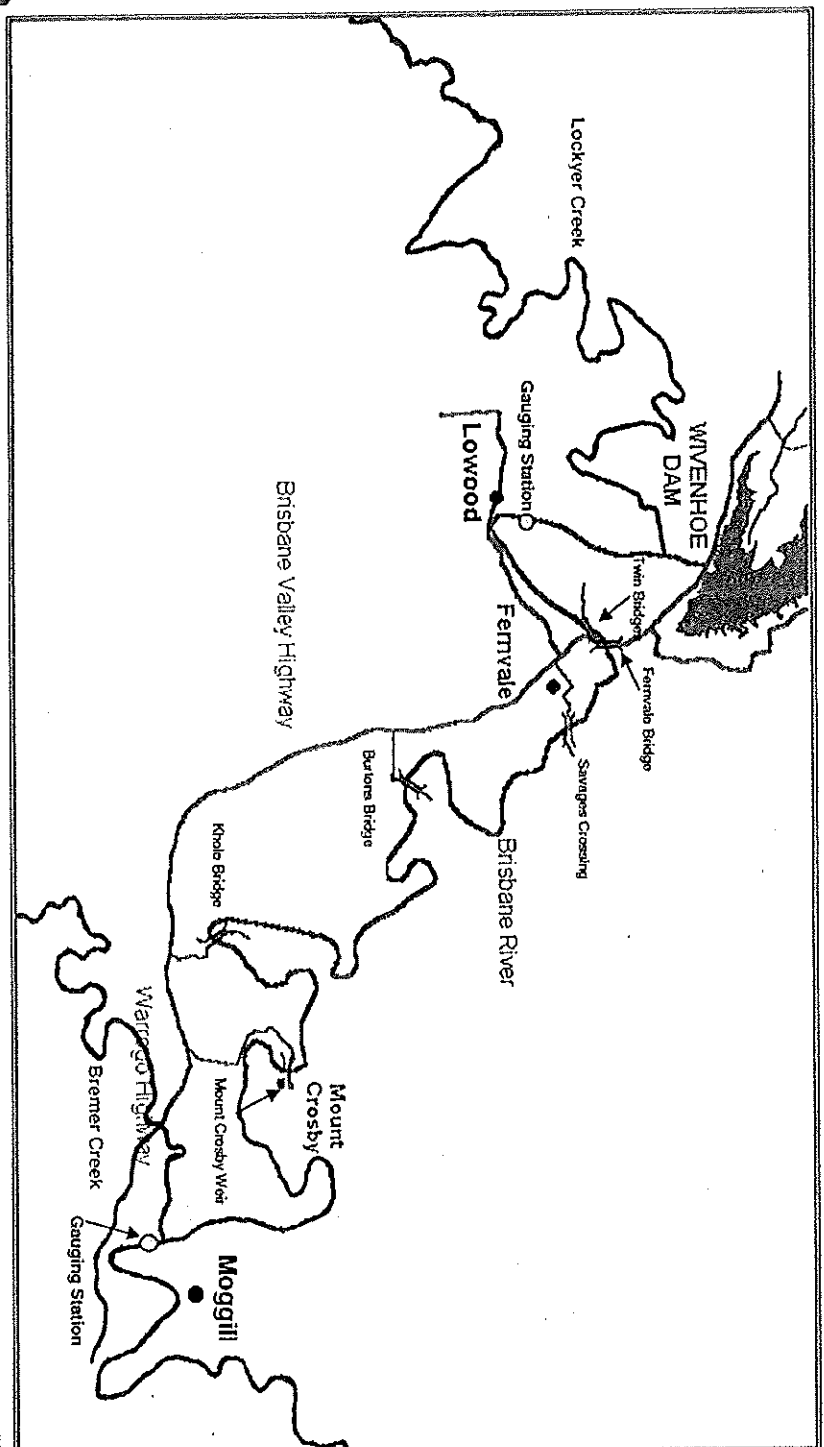 Lockyer Creek
WIVENHOE
DAM
Gauging Station
Lowood
Twin Bridges
Fernvale Bridge
Fernvale
Savages Crossing
Brisbane Valley Highway
Burtons Bridge
Brisbane River
Kholo Bridge
Mount
Crosby
Mount Crosby Weir
Warrego Highway
Bremer Creek
Gauging Station
Moggill